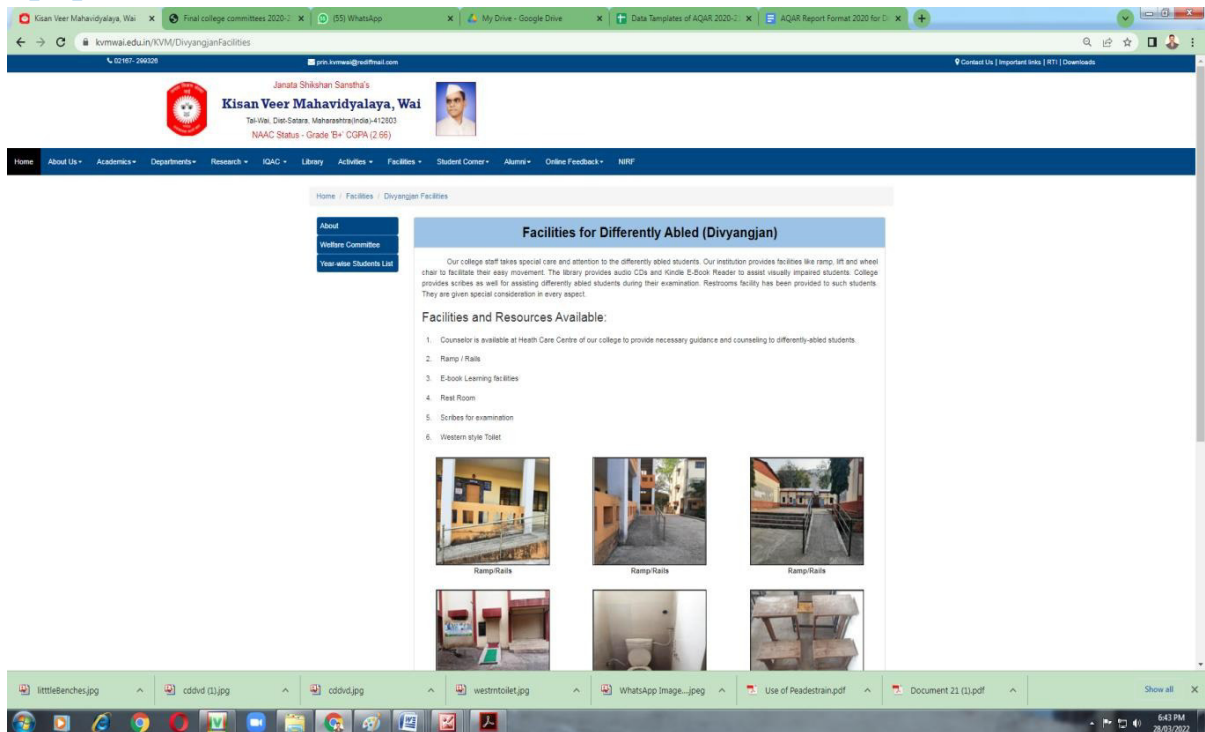 Kisan Veer Mahavidyalaya, Wai
Final college committees 2020-2
(55) WhatsApp
My Drive - Google Drive
Data Templates of AQAR 2020-2
AQAR Report Format 2020 for D
kvmwai.edu.in/KVM/DivyangjanFacilities
02167- 299326
prin.kvmwai@rediffmail.com
Contact Us | Important links | RTI | Downloads
Janata Shikshan Sanstha's
Kisan Veer Mahavidyalaya, Wai
Tal-Wai, Dist-Satara, Maharashtra(India)-412803
NAAC Status - Grade 'B+' CGPA (2.66)
Home About Us Academics Departments Research IQAC Library Activities Facilities Student Corner Alumni Online Feedback NIRF
Home / Facilities / Divyangjan Facilities
About
Welfare Committee
Year-wise Students List
Facilities for Differently Abled (Divyangjan)
Our college staff takes special care and attention to the differently abled students. Our institution provides facilities like ramp, lift and wheel
chair to facilitate their easy movement. The library provides audio CDs and Kindle E-Book Reader to assist visually impaired students. College
provides scribes as well for assisting differently abled students during their examination. Restrooms facility has been provided to such students.
They are given special consideration in every aspect.
Facilities and Resources Available:
1. Counselor is available at Heath Care Centre of our college to provide necessary guidance and counseling to differently-abled students.
2. Ramp / Rails
3. E-book Learning facilities
4. Rest Room
5. Scribes for examination
6. Western style Toilet
Ramp/Rails
Ramp/Rails
Ramp/Rails
litttleBenches.jpg
cddvd (1).jpg
cddvd.jpg
westrntoilet.jpg
WhatsApp Image....jpeg
Use of Peadestrain.pdf
Document 21 (1).pdf
Show all
6:43 PM
28/03/2022